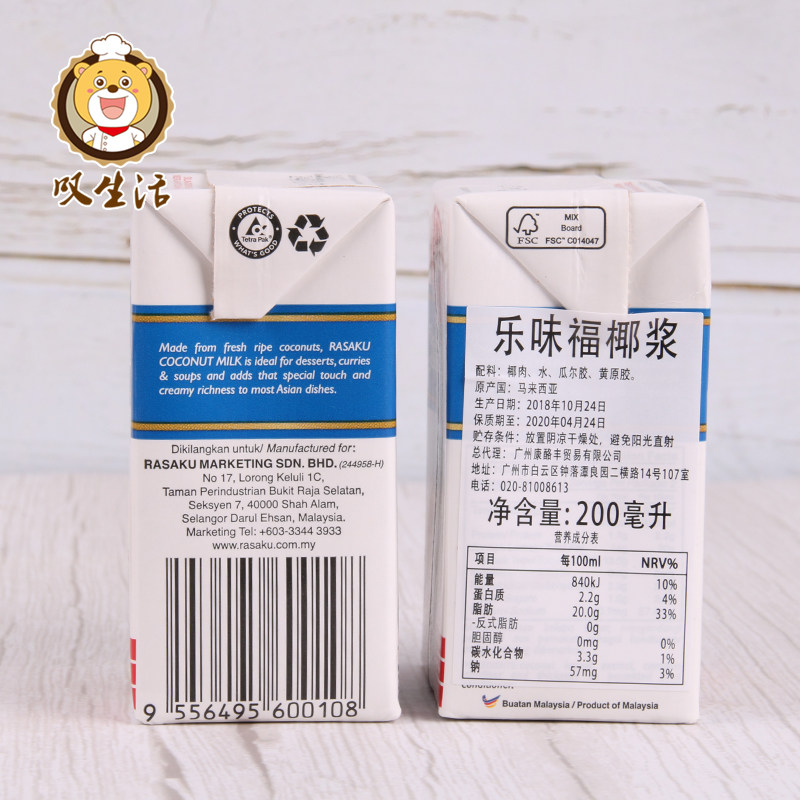 叹生活
PROTECTS
Tetra Pak
WHAT'S GOOD
Made from fresh ripe coconuts, RASAKU
COCONUT MILK is ideal for desserts, curries
& soups and adds that special touch and
creamy richness to most Asian dishes.
Dikilangkan untuk/ Manufactured for:
RASAKU MARKETING SDN. BHD. (244958-H)
No 17, Lorong Keluli 1C,
Taman Perindustrian Bukit Raja Selatan,
Seksyen 7, 40000 Shah Alam,
Selangor Darul Ehsan, Malaysia.
Marketing Tel: +603-3344 3933
www.rasaku.com.my
9 556495 600108
FSC
MIX
Board
FSC® C014047
乐味福椰浆
配料：椰肉、水、瓜尔胶、黄原胶。
原产国：马来西亚
生产日期：2018年10月24日
保质期至：2020年04月24日
贮存条件：放置阴凉干燥处，避免阳光直射
总代理：广州康酪丰贸易有限公司
地址：广州市白云区钟落潭良园二横路14号107室
电话：020-81008613
净含量: 200毫升
营养成分表
项目 每100ml NRV%
能量 840kJ 10%
蛋白质 2.2g 4%
脂肪 20.0g 33%
-反式脂肪 0g
胆固醇 0mg 0%
碳水化合物 3.3g 1%
钠 57mg 3%
Buatan Malaysia / Product of Malaysia